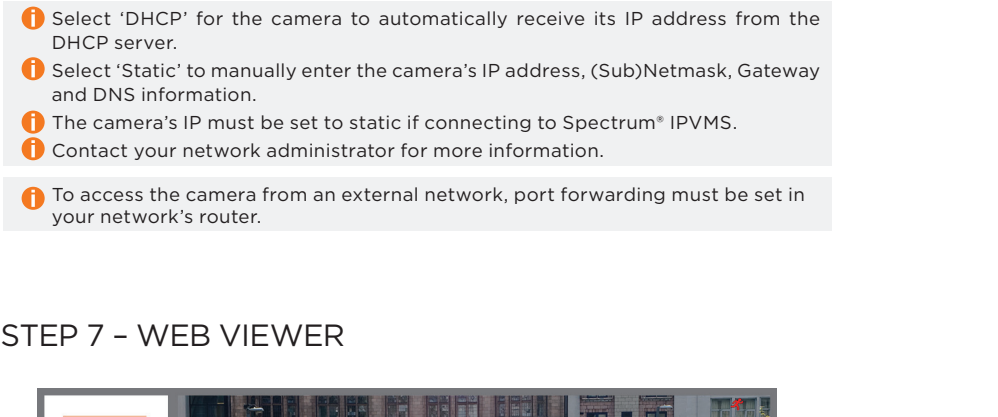 Select ‘DHCP’ for the camera to automatically receive its IP address from the
DHCP server.
Select ‘Static’ to manually enter the camera’s IP address, (Sub)Netmask, Gateway
and DNS information.
The camera’s IP must be set to static if connecting to Spectrum® IPVMS.
Contact your network administrator for more information.
To access the camera from an external network, port forwarding must be set in
your network’s router.
STEP 7 – WEB VIEWER